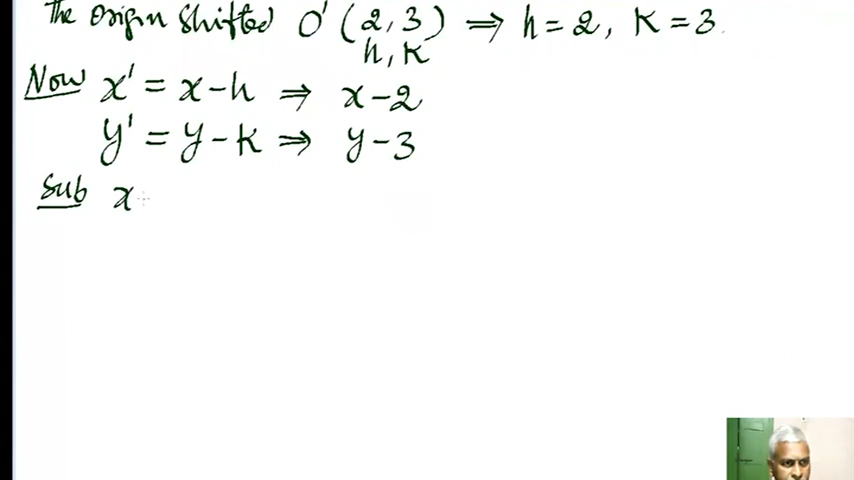 The Origin Shifted O' (2, 3) ⇒ h = 2, K = 3.
h, K
Now x' = x - h ⇒ x - 2
y' = y - K ⇒ y - 3
Sub x